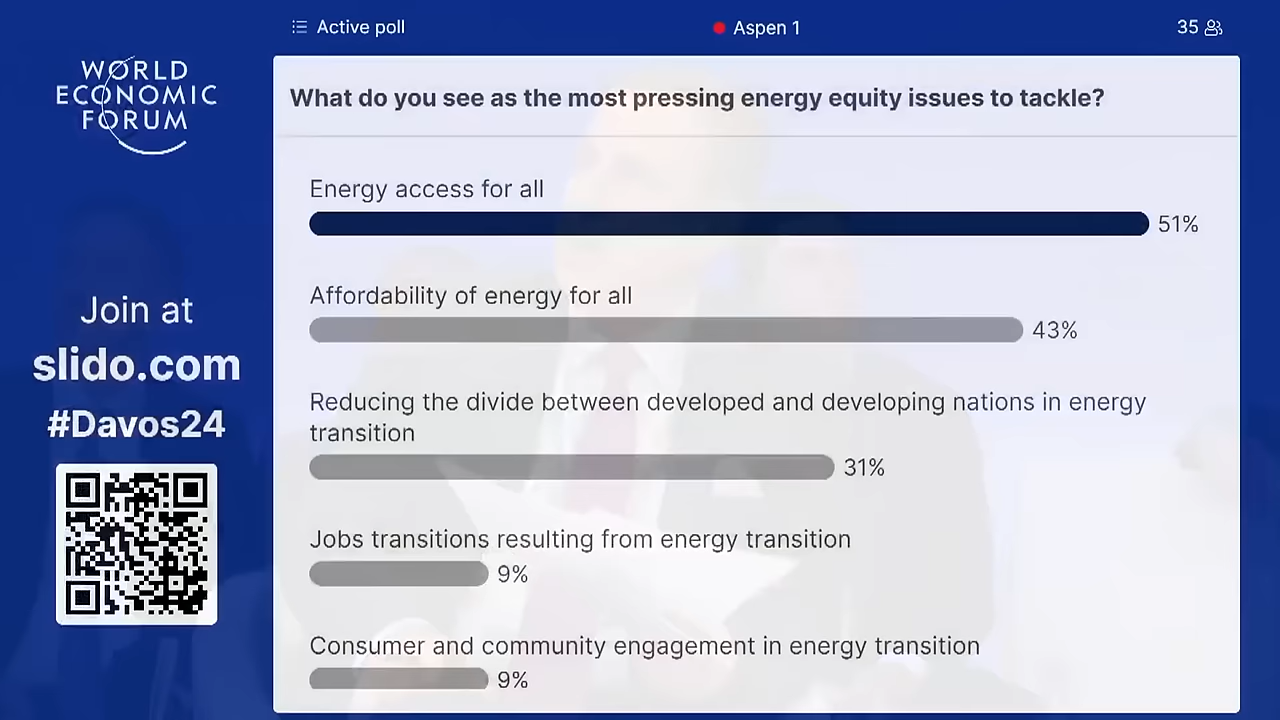 Active poll
Aspen 1
35
WORLD
ECONOMIC
FORUM
What do you see as the most pressing energy equity issues to tackle?
Energy access for all
51%
Affordability of energy for all
43%
Reducing the divide between developed and developing nations in energy
transition
31%
Jobs transitions resulting from energy transition
9%
Consumer and community engagement in energy transition
9%
Join at
slido.com
#Davos24